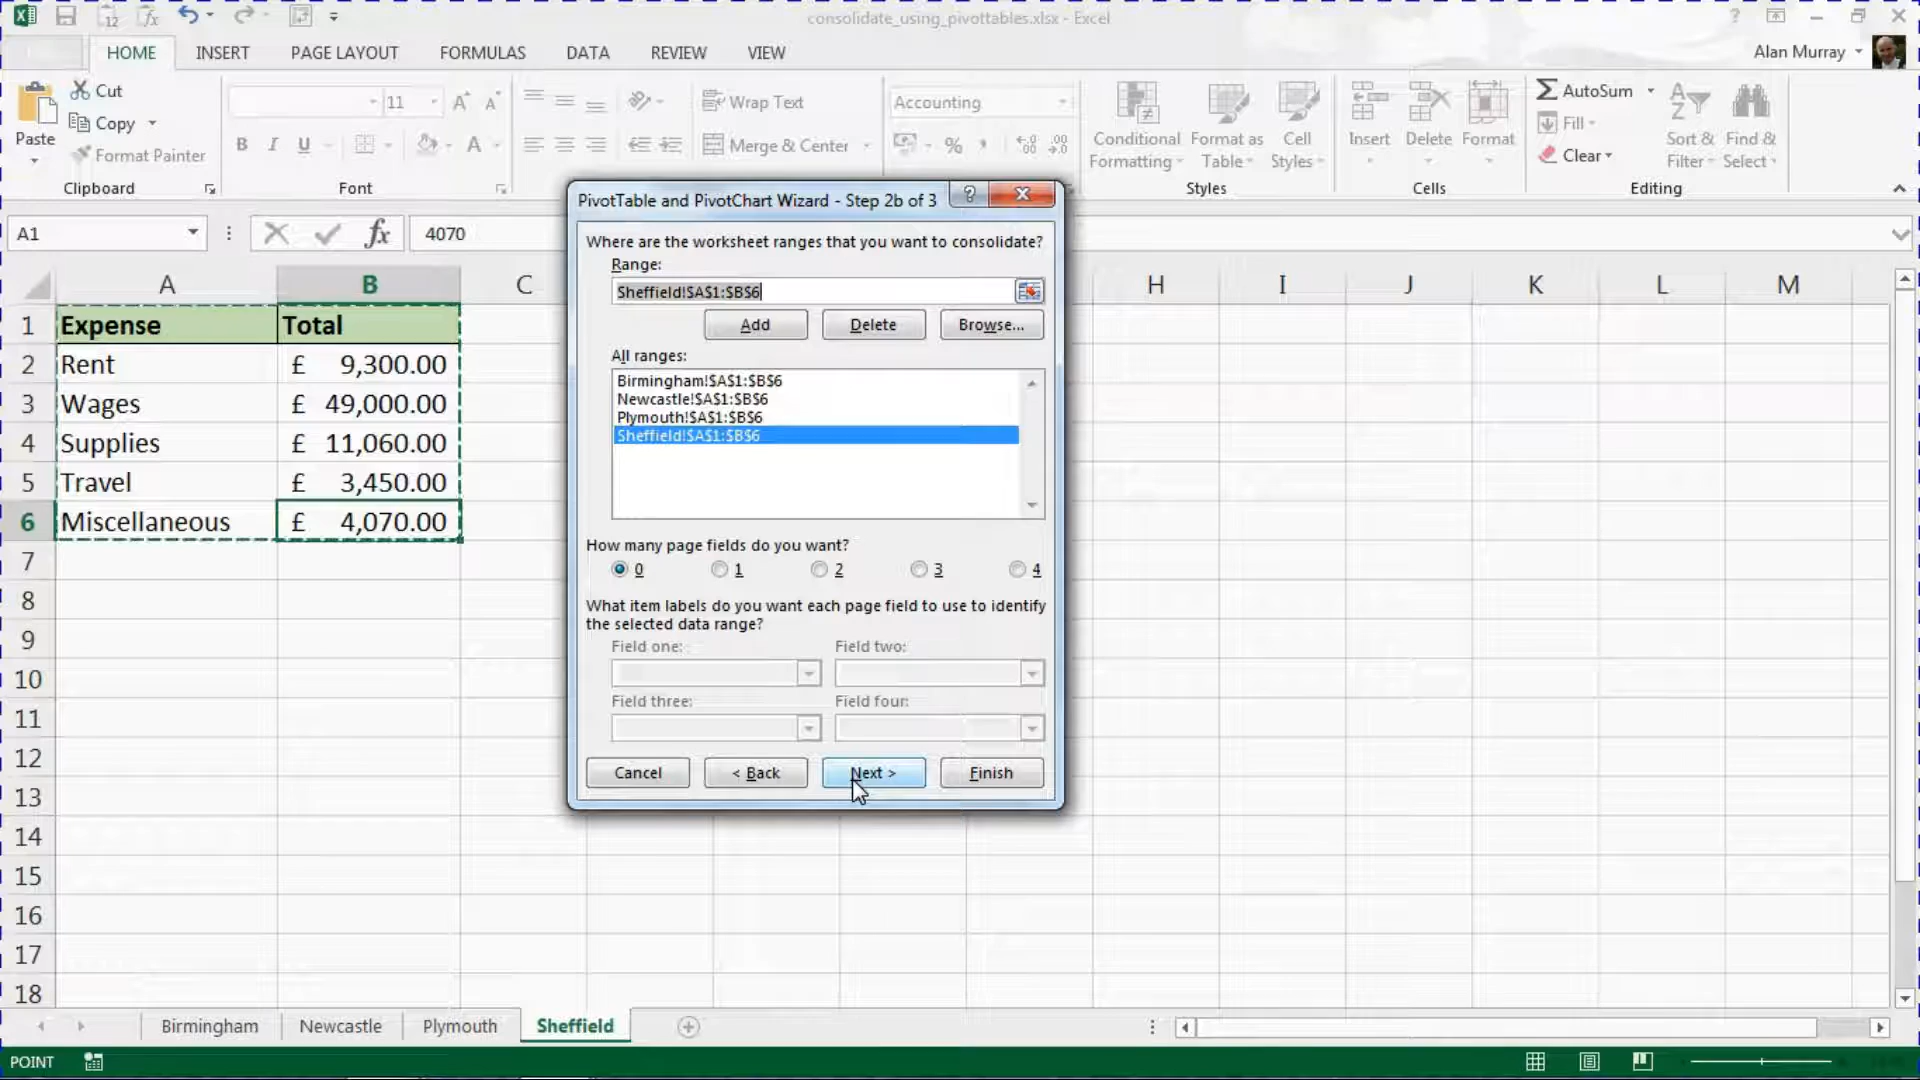 consolidate_using_pivottables.xlsx - Excel
HOME INSERT PAGE LAYOUT FORMULAS DATA REVIEW VIEW Alan Murray
Paste
Cut
Copy
Format Painter
Clipboard
11
B I U
Font
Wrap Text
Merge & Center
Accounting
%
Conditional Formatting
Format as Table
Cell Styles
Styles
Insert
Delete
Format
Cells
AutoSum
Fill
Clear
Sort & Filter
Find & Select
Editing
A1 fx 4070
A B C H I J K L M
1 Expense Total
2 Rent £ 9,300.00
3 Wages £ 49,000.00
4 Supplies £ 11,060.00
5 Travel £ 3,450.00
6 Miscellaneous £ 4,070.00
7
8
9
10
11
12
13
14
15
16
17
18
PivotTable and PivotChart Wizard - Step 2b of 3
Where are the worksheet ranges that you want to consolidate?
Range:
Sheffield!$A$1:$B$6
Add Delete Browse...
All ranges:
Birmingham!$A$1:$B$6
Newcastle!$A$1:$B$6
Plymouth!$A$1:$B$6
Sheffield!$A$1:$B$6
How many page fields do you want?
0 1 2 3 4
What item labels do you want each page field to use to identify
the selected data range?
Field one: Field two:
Field three: Field four:
Cancel < Back Next > Finish
Birmingham Newcastle Plymouth Sheffield
POINT